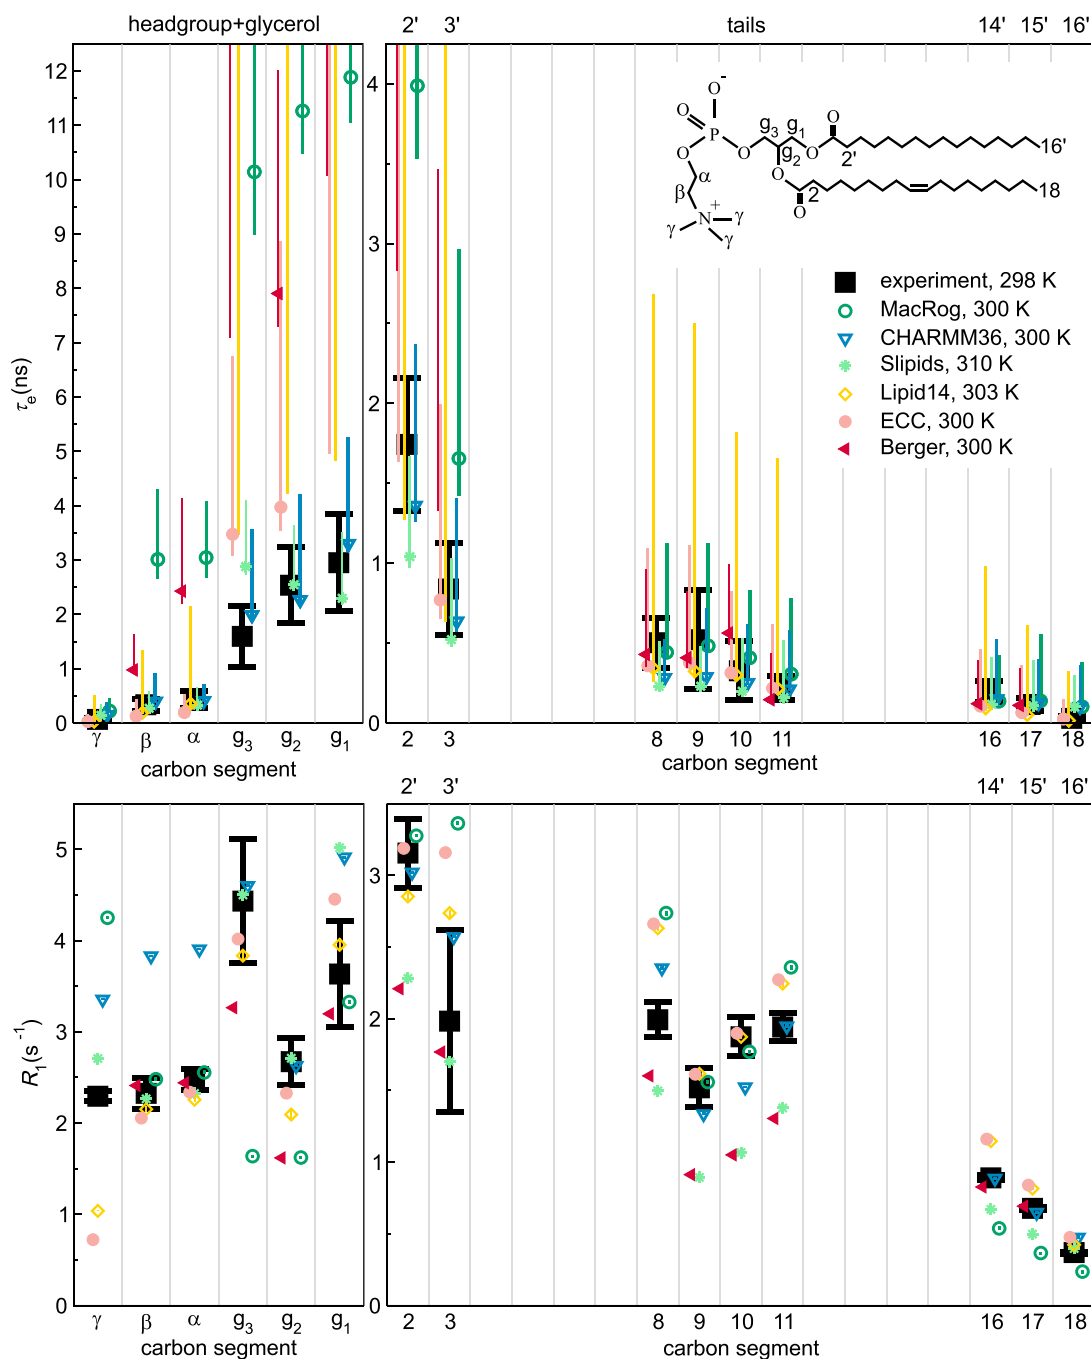 headgroup+glycerol 2' 3' tails 14' 15' 16'
12
11
10
9
8
7
6
5
4
3
2
1
0
τe(ns)
4
3
2
1
0
O-
O
P
O
g3
g1
g2
O
O
2'
16'
O
O
2
O
18
α
β
N+
γ
γ
γ
experiment, 298 K
MacRog, 300 K
CHARMM36, 300 K
Slipids, 310 K
Lipid14, 303 K
ECC, 300 K
Berger, 300 K
γ β α g3 g2 g1 2 3 8 9 10 11 16 17 18
carbon segment carbon segment
2' 3' 14' 15' 16'
5
4
3
2
1
0
R1(s-1)
3
2
1
0
γ β α g3 g2 g1 2 3 8 9 10 11 16 17 18
carbon segment carbon segment